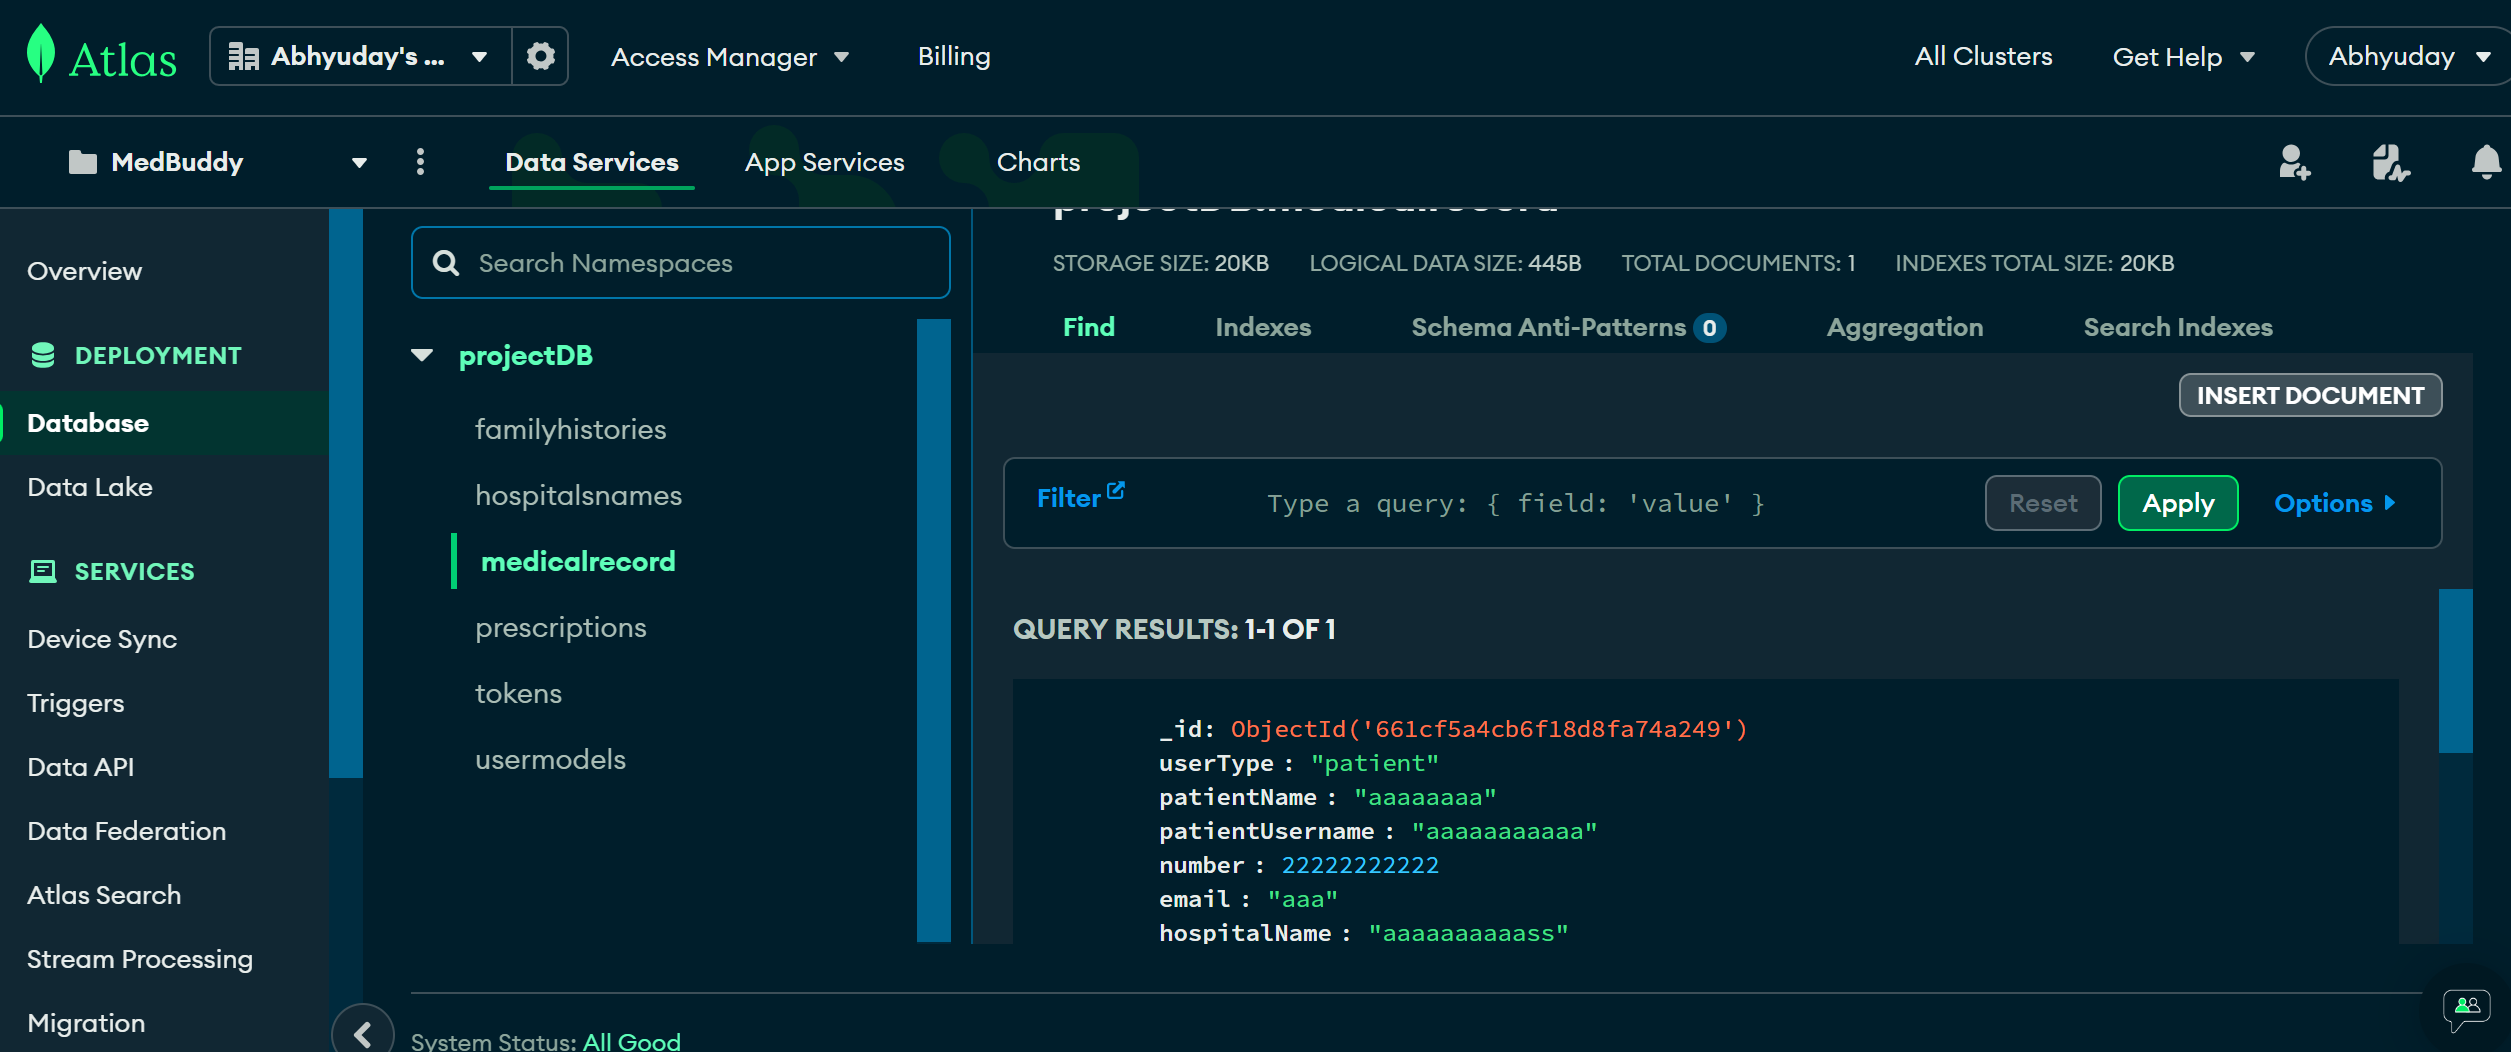 Atlas
Abhyuday's ...
Access Manager
Billing
All Clusters
Get Help
Abhyuday
MedBuddy
Data Services
App Services
Charts
Overview
DEPLOYMENT
Database
Data Lake
SERVICES
Device Sync
Triggers
Data API
Data Federation
Atlas Search
Stream Processing
Migration
Search Namespaces
projectDB
familyhistories
hospitalsnames
medicalrecord
prescriptions
tokens
usermodels
projectDB.medicalrecord
STORAGE SIZE: 20KB LOGICAL DATA SIZE: 445B TOTAL DOCUMENTS: 1 INDEXES TOTAL SIZE: 20KB
Find Indexes Schema Anti-Patterns 0 Aggregation Search Indexes
INSERT DOCUMENT
Filter Type a query: { field: 'value' } Reset Apply Options
QUERY RESULTS: 1-1 OF 1
_id: ObjectId('661cf5a4cb6f18d8fa74a249')
userType : "patient"
patientName : "aaaaaaaa"
patientUsername : "aaaaaaaaaaa"
number : 22222222222
email : "aaa"
hospitalName : "aaaaaaaaaaass"
System Status: All Good